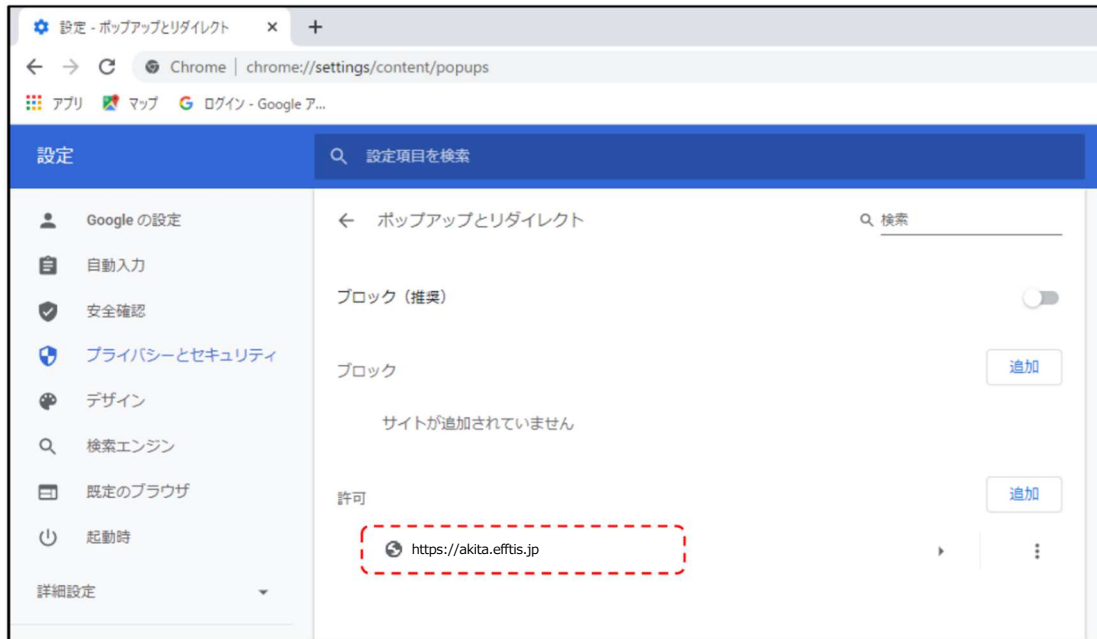 設定 - ポップアップとリダイレクト
Chrome | chrome://settings/content/popups
アプリ マップ G ログイン - Google ア...
設定
設定項目を検索
Google の設定
自動入力
安全確認
プライバシーとセキュリティ
デザイン
検索エンジン
既定のブラウザ
起動時
詳細設定
ポップアップとリダイレクト
検索
ブロック（推奨）
ブロック
追加
サイトが追加されていません
許可
追加
https://akita.efftis.jp